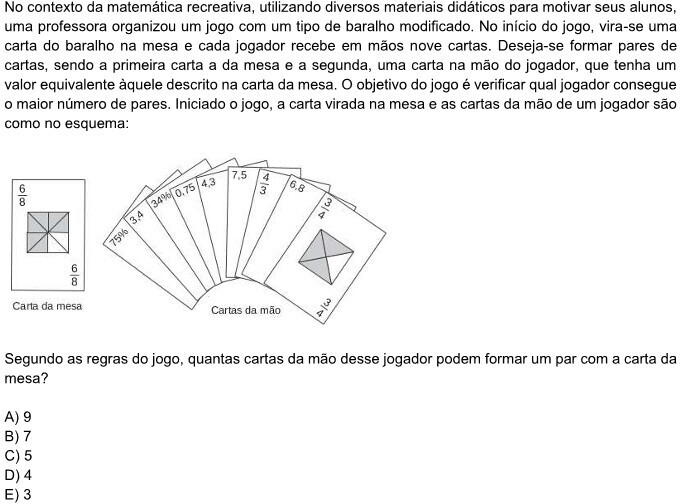 No contexto da matemática recreativa, utilizando diversos materiais didáticos para motivar seus alunos,
uma professora organizou um jogo com um tipo de baralho modificado. No início do jogo, vira-se uma
carta do baralho na mesa e cada jogador recebe em mãos nove cartas. Deseja-se formar pares de
cartas, sendo a primeira carta a da mesa e a segunda, uma carta na mão do jogador, que tenha um
valor equivalente àquele descrito na carta da mesa. O objetivo do jogo é verificar qual jogador consegue
o maior número de pares. Iniciado o jogo, a carta virada na mesa e as cartas da mão de um jogador são
como no esquema:
6/8
6/8
Carta da mesa
75%
3,4
34%
0,75
4,3
7,5
4/3
6,8
3/4
3/4
Cartas da mão
Segundo as regras do jogo, quantas cartas da mão desse jogador podem formar um par com a carta da
mesa?
A) 9
B) 7
C) 5
D) 4
E) 3